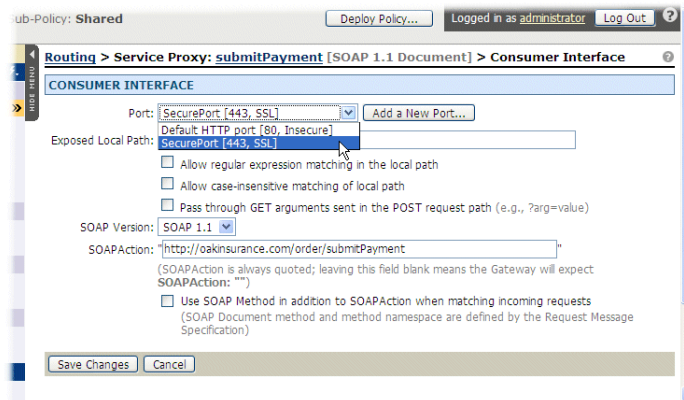 ub-Policy: Shared
Deploy Policy...
Logged in as administrator
Log Out
?
HIDE MENU
Routing > Service Proxy: submitPayment [SOAP 1.1 Document] > Consumer Interface
?
CONSUMER INTERFACE
Port: SecurePort [443, SSL]
Add a New Port...
Default HTTP port [80, Insecure]
Exposed Local Path:
SecurePort [443, SSL]
Allow regular expression matching in the local path
Allow case-insensitive matching of local path
Pass through GET arguments sent in the POST request path (e.g., ?arg=value)
SOAP Version: SOAP 1.1
SOAPAction: "http://oakinsurance.com/order/submitPayment"
(SOAPAction is always quoted; leaving this field blank means the Gateway will expect
SOAPAction: "")
Use SOAP Method in addition to SOAPAction when matching incoming requests
(SOAP Document method and method namespace are defined by the Request Message
Specification)
Save Changes
Cancel